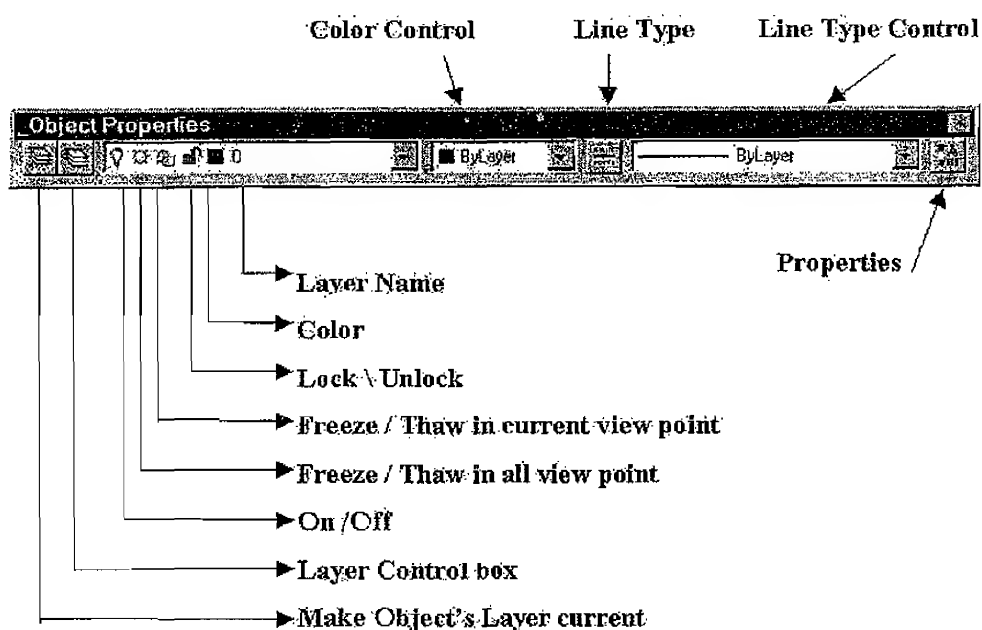 Color Control Line Type Line Type Control
Object Properties
0 ByLayer ByLayer
Properties
Layer Name
Color
Lock \ Unlock
Freeze / Thaw in current view point
Freeze / Thaw in all view point
On /Off
Layer Control box
Make Object's Layer current